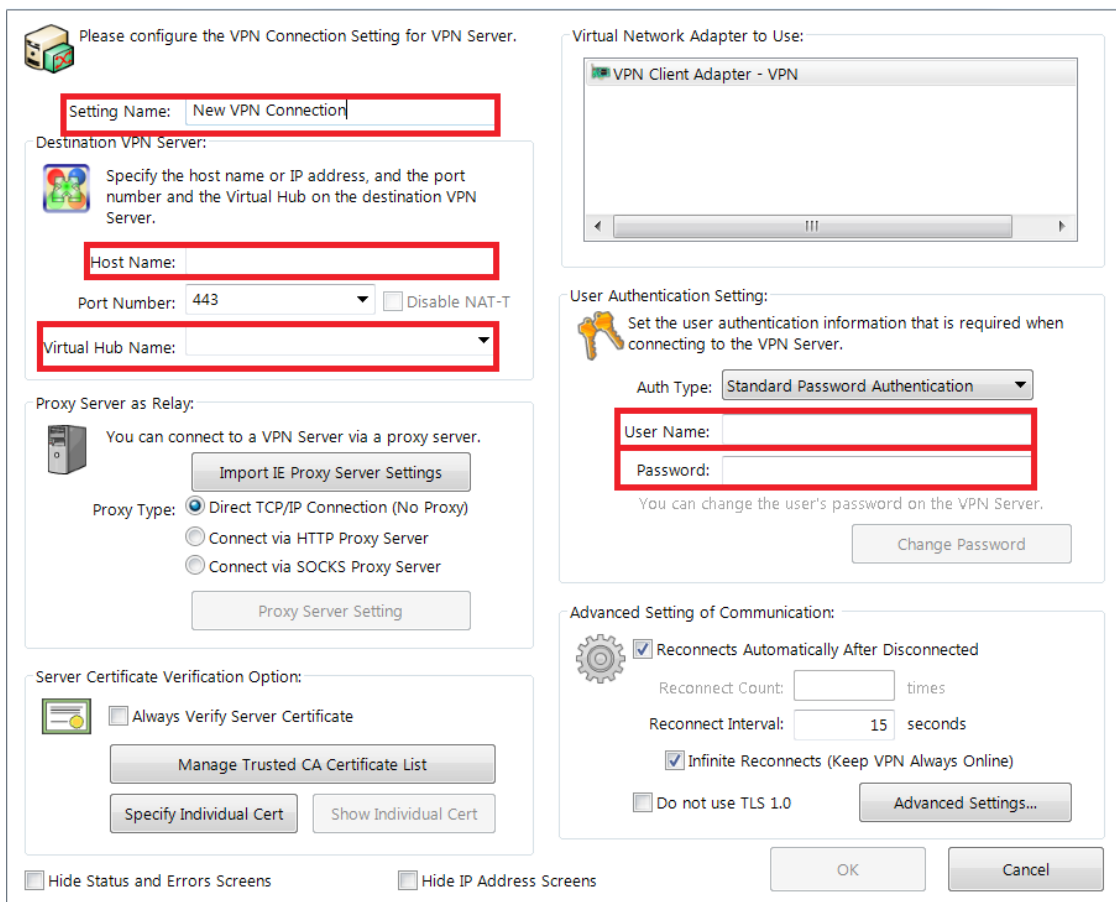 Please configure the VPN Connection Setting for VPN Server.
Setting Name: New VPN Connection
Destination VPN Server:
Specify the host name or IP address, and the port
number and the Virtual Hub on the destination VPN
Server.
Host Name:
Port Number: 443 Disable NAT-T
Virtual Hub Name:
Proxy Server as Relay:
You can connect to a VPN Server via a proxy server.
Import IE Proxy Server Settings
Proxy Type: Direct TCP/IP Connection (No Proxy)
Connect via HTTP Proxy Server
Connect via SOCKS Proxy Server
Proxy Server Setting
Server Certificate Verification Option:
Always Verify Server Certificate
Manage Trusted CA Certificate List
Specify Individual Cert Show Individual Cert
Hide Status and Errors Screens Hide IP Address Screens
Virtual Network Adapter to Use:
VPN Client Adapter - VPN
User Authentication Setting:
Set the user authentication information that is required when
connecting to the VPN Server.
Auth Type: Standard Password Authentication
User Name:
Password:
You can change the user's password on the VPN Server.
Change Password
Advanced Setting of Communication:
Reconnects Automatically After Disconnected
Reconnect Count: times
Reconnect Interval: 15 seconds
Infinite Reconnects (Keep VPN Always Online)
Do not use TLS 1.0 Advanced Settings...
OK Cancel